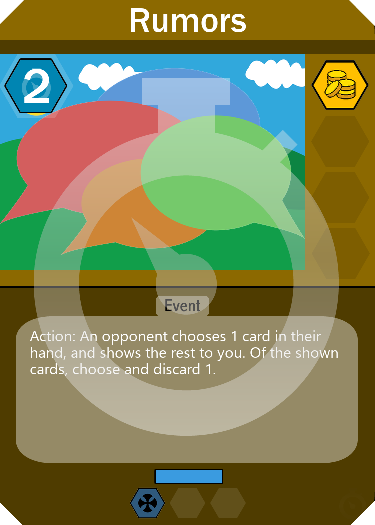 Rumors
2
Event
Action: An opponent chooses 1 card in their
hand, and shows the rest to you. Of the shown
cards, choose and discard 1.